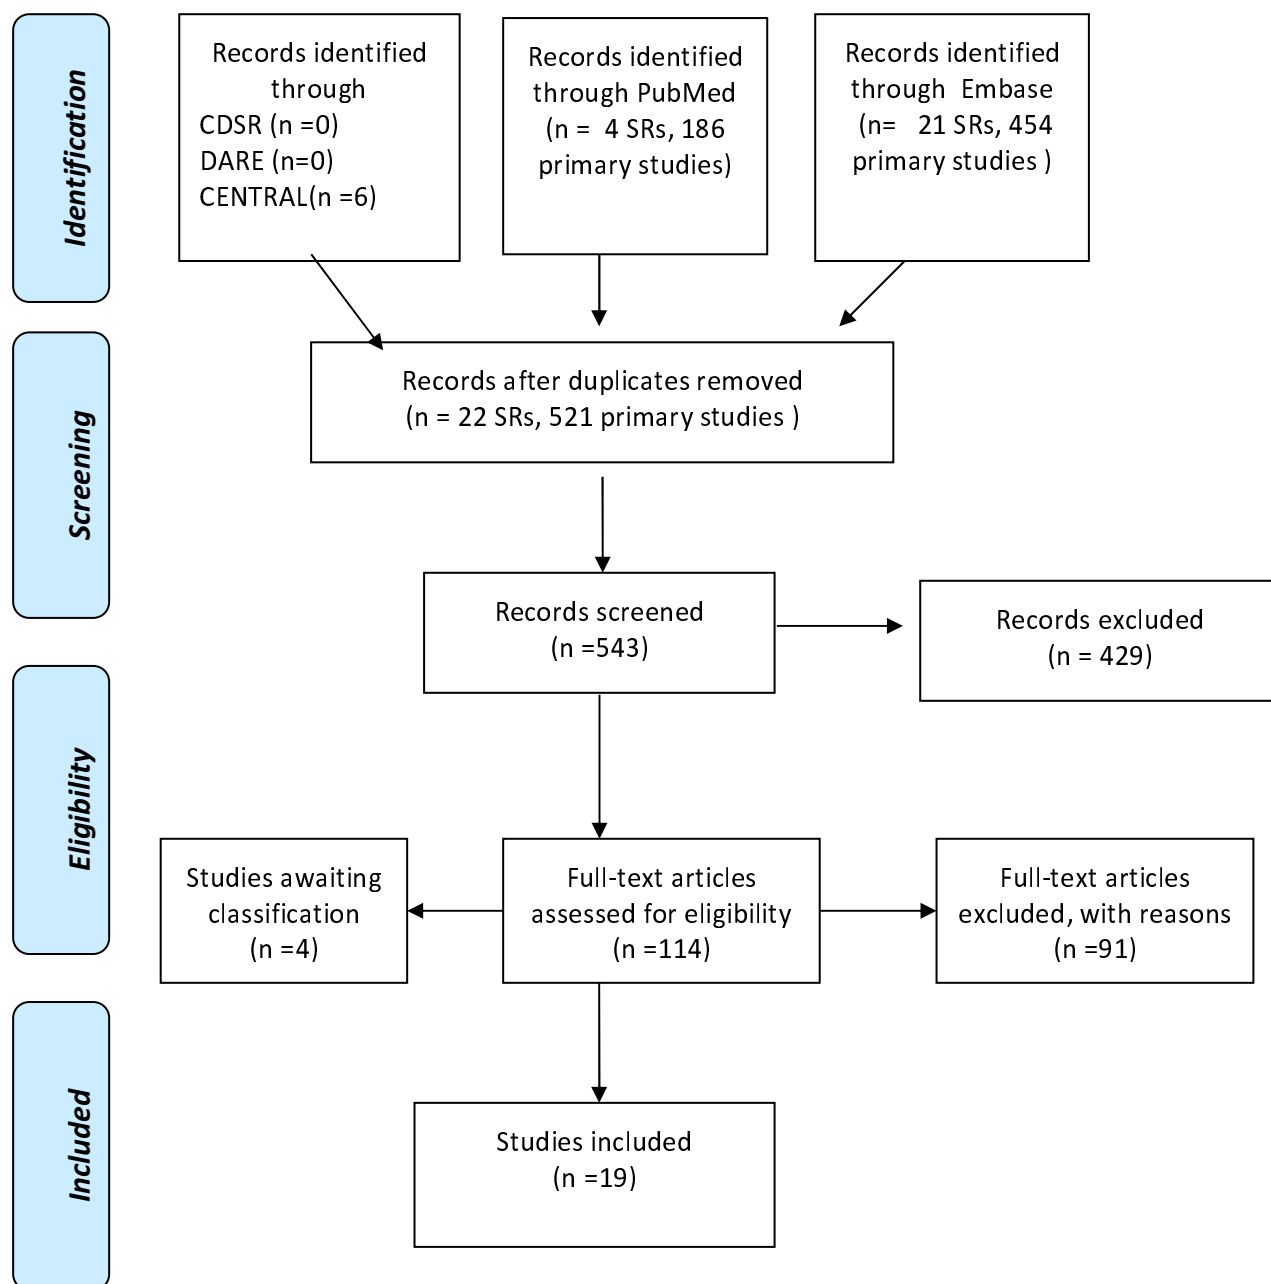 Identification
Records identified
through
CDSR (n =0)
DARE (n=0)
CENTRAL(n =6)
Records identified
through PubMed
(n = 4 SRs, 186
primary studies)
Records identified
through Embase
(n= 21 SRs, 454
primary studies )
Screening
Records after duplicates removed
(n = 22 SRs, 521 primary studies )
Records screened
(n =543)
Records excluded
(n = 429)
Eligibility
Studies awaiting
classification
(n =4)
Full-text articles
assessed for eligibility
(n =114)
Full-text articles
excluded, with reasons
(n =91)
Included
Studies included
(n =19)